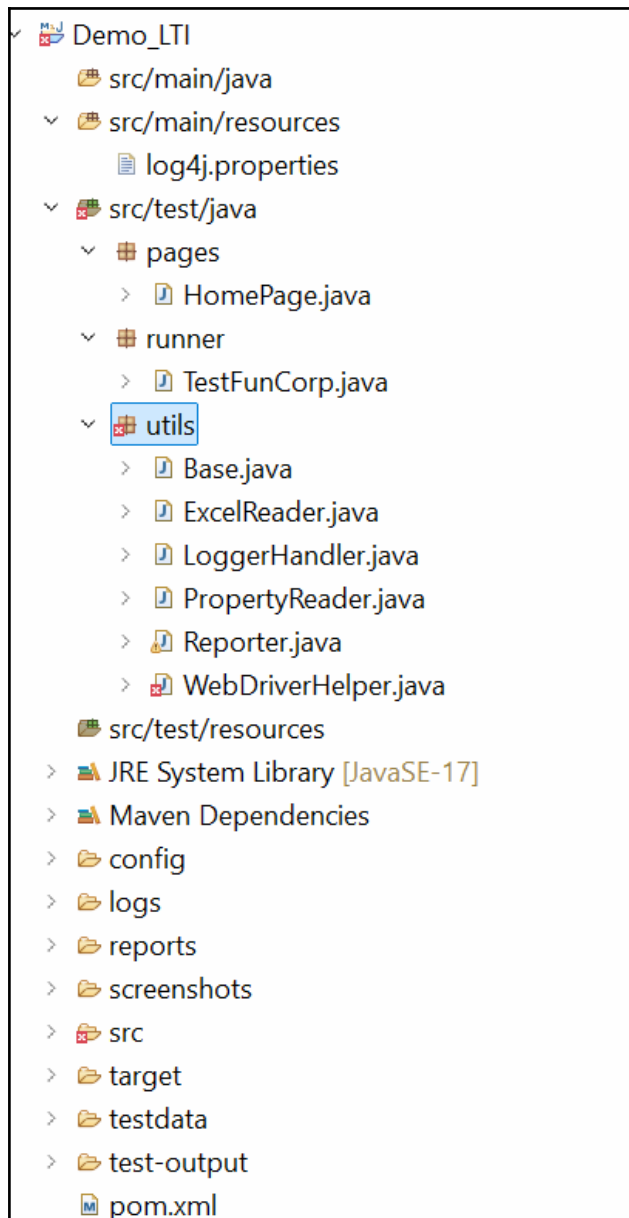 Demo_LTI
src/main/java
src/main/resources
log4j.properties
src/test/java
pages
HomePage.java
runner
TestFunCorp.java
utils
Base.java
ExcelReader.java
LoggerHandler.java
PropertyReader.java
Reporter.java
WebDriverHelper.java
src/test/resources
JRE System Library [JavaSE-17]
Maven Dependencies
config
logs
reports
screenshots
src
target
testdata
test-output
pom.xml